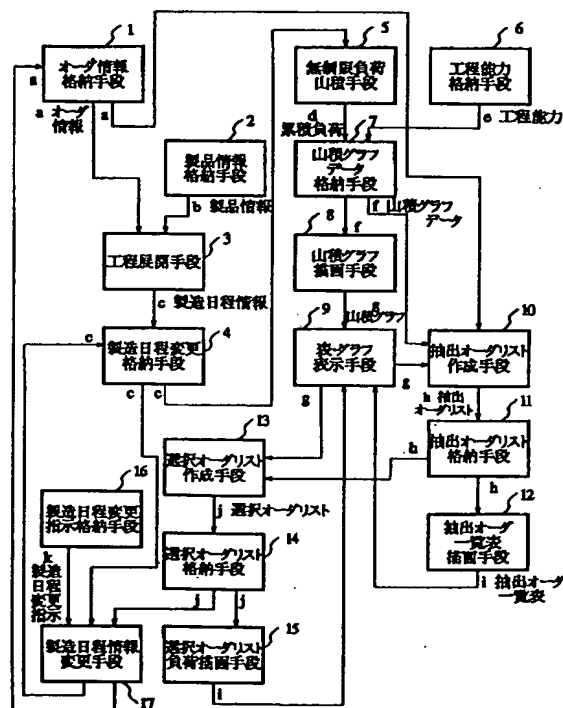 1
オーダ情報
格納手段
a
a オーダ
情報
a
2
製品情報
格納手段
b 製品情報
3
工程展開手段
c 製造日程情報
4
製造日程変更
格納手段
c
c
c
5
無制限負荷
山積手段
d
累積負荷
6
工程能力
格納手段
e 工程能力
7
山積グラフ
データ
格納手段
f
f 山積グラフ
データ
8
山積グラフ
描画手段
g
山積グラフ
9
表・グラフ
表示手段
g
g
10
抽出オーダリスト
作成手段
h 抽出
オーダリスト
11
抽出オーダリスト
格納手段
h
h
12
抽出オーダ
一覧表
描画手段
i 抽出オーダ
一覧表
13
選択オーダリスト
作成手段
j 選択オーダリスト
14
選択オーダリスト
格納手段
j
j
15
選択オーダリスト
負荷描画手段
i
16
製造日程変更
指示格納手段
k
製造
日程
変更
指示
製造日程情報
変更手段
17